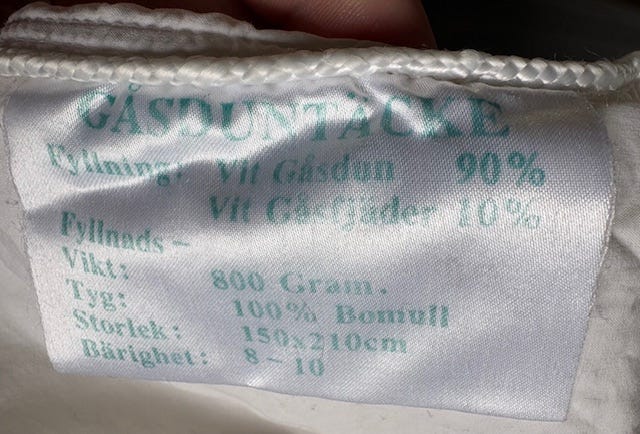 GÅSDUNTÄCKE
Fyllning: Vit Gåsdun 90%
Vit Gåsfjäder 10%
Fyllnads-
Vikt: 800 Gram.
Tyg: 100% Bomull
Storlek: 150x210cm
Bärighet: 8-10